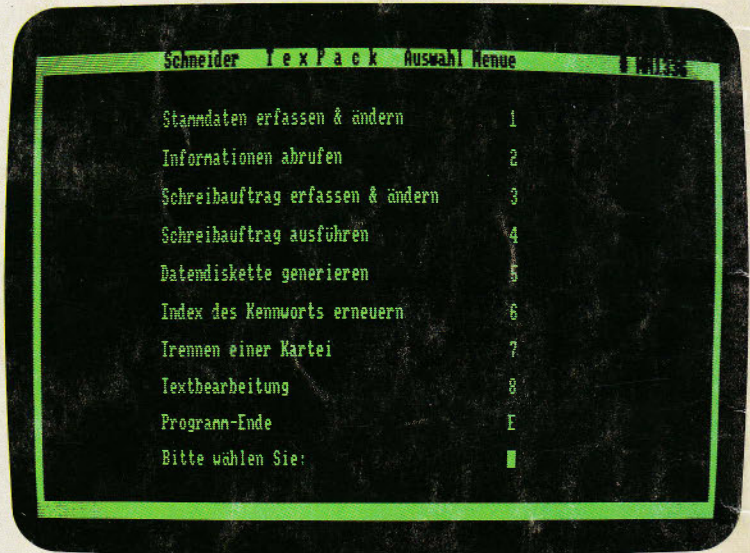 Schneider TexPack Auswahl Menue
Stammdaten erfassen & ändern 1
Informationen abrufen 2
Schreibauftrag erfassen & ändern 3
Schreibauftrag ausführen 4
Datendiskette generieren 5
Index des Kennworts erneuern 6
Trennen einer Kartei 7
Textbearbeitung 8
Programm-Ende E
Bitte wählen Sie: